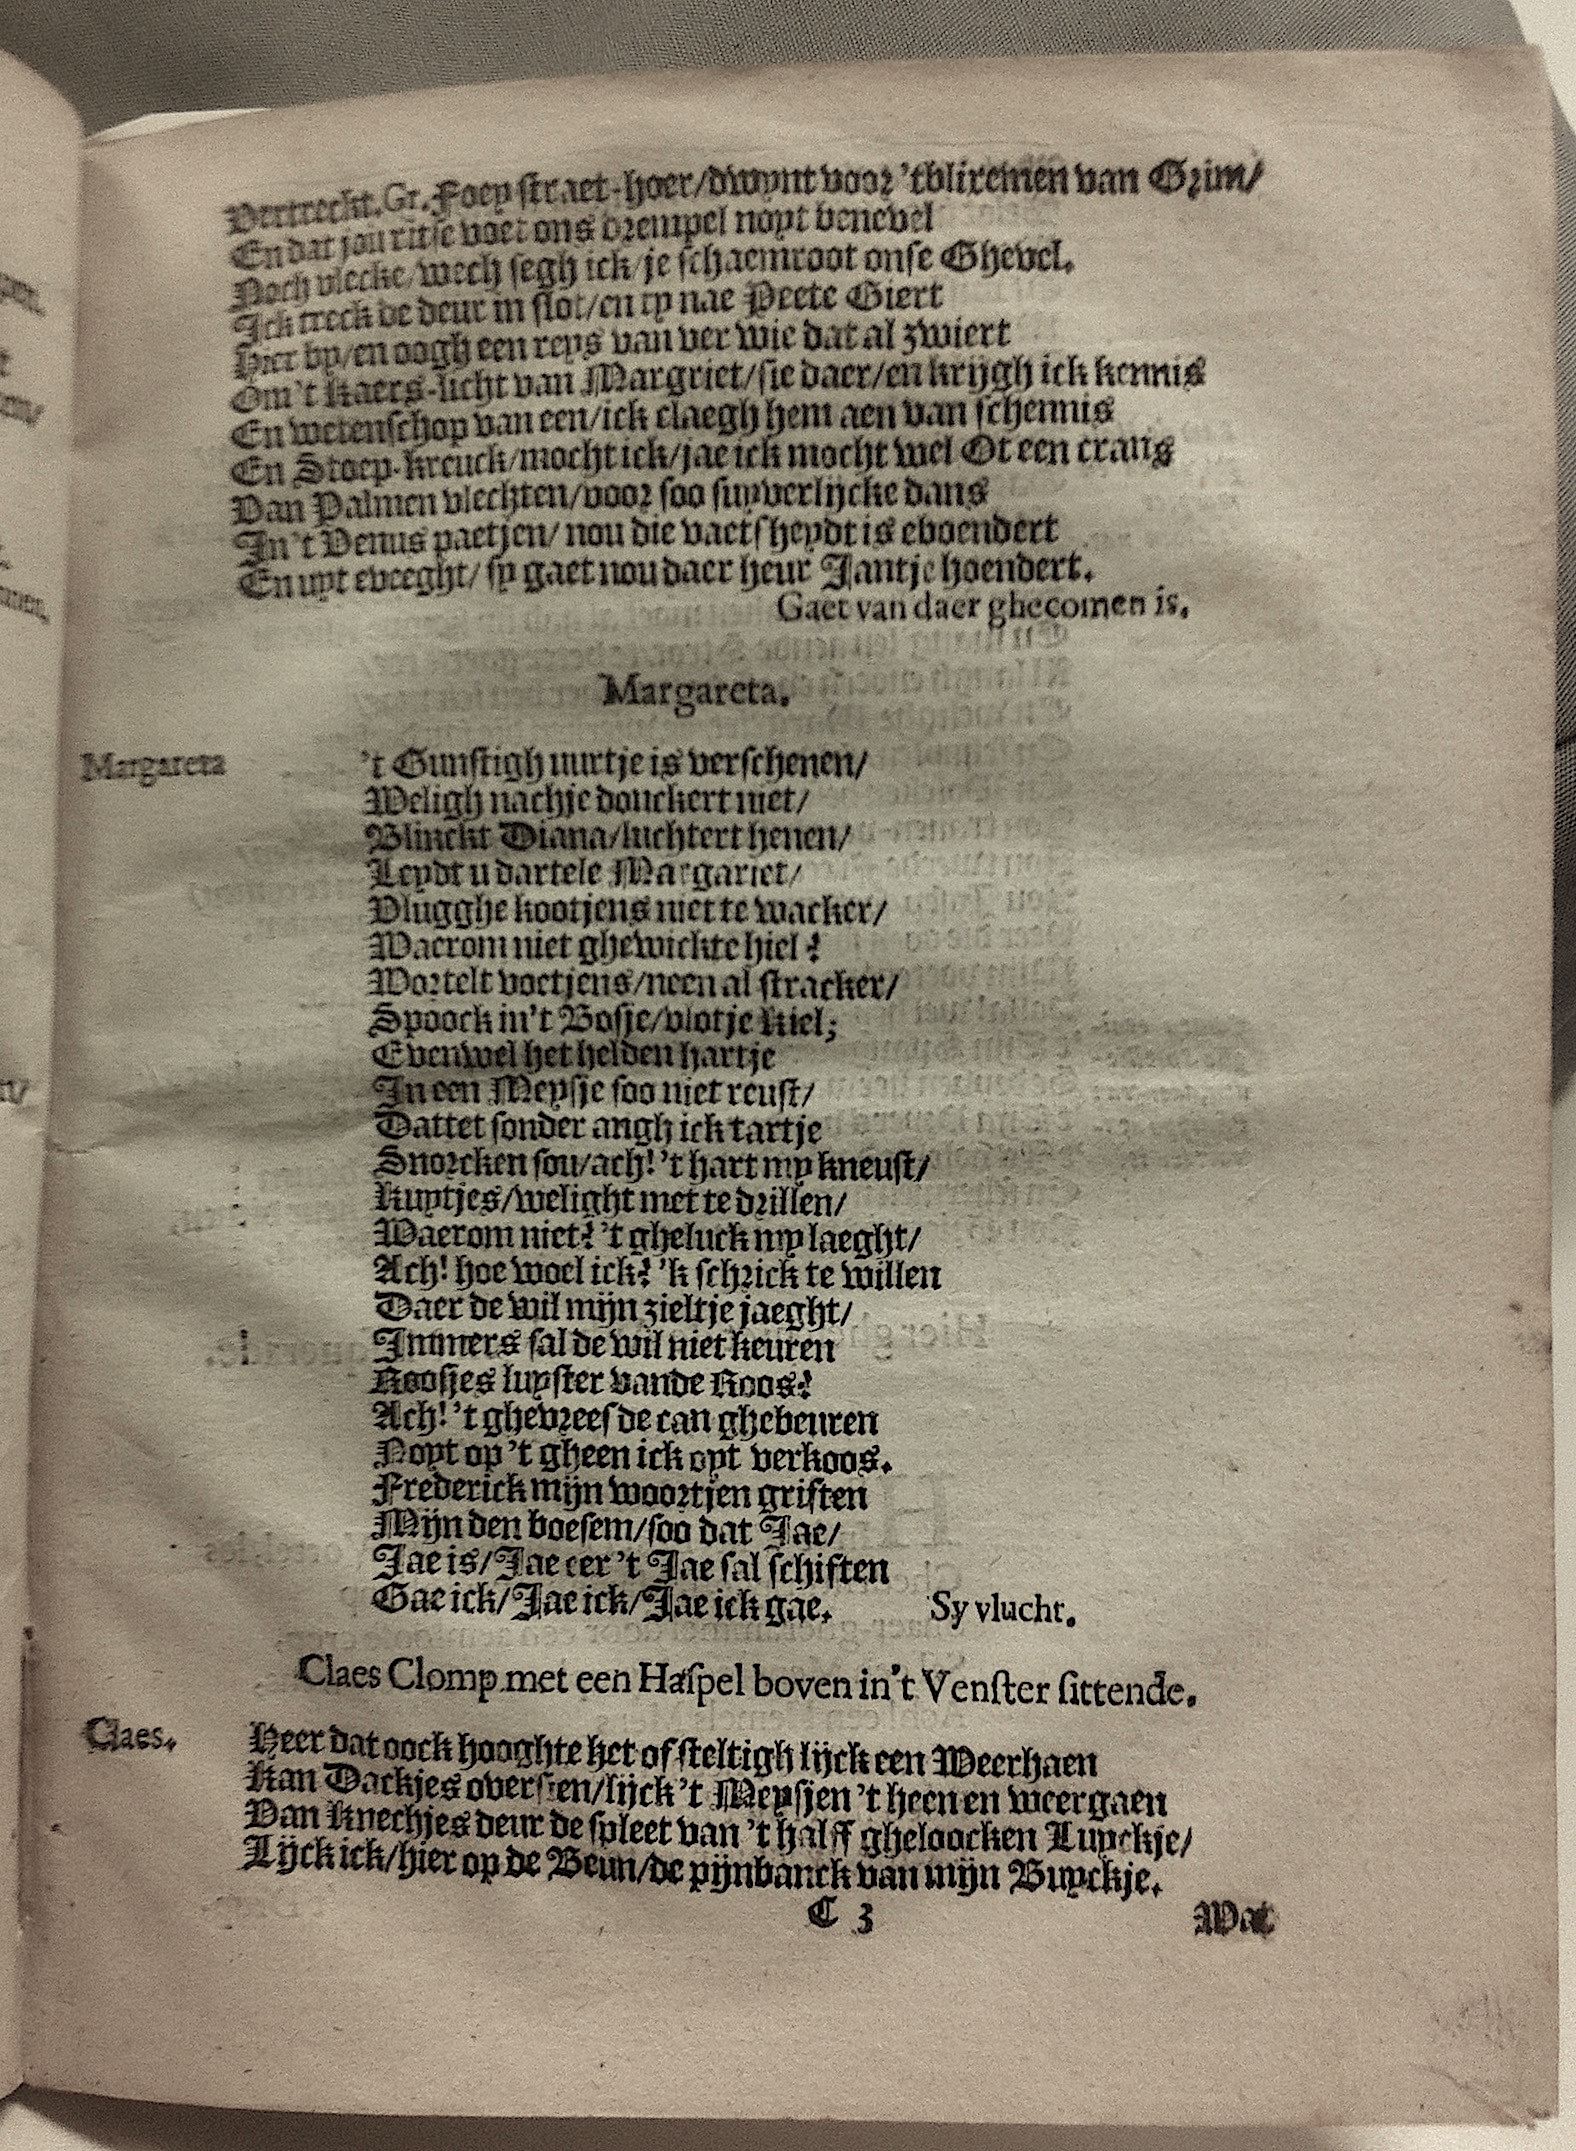 Vertreckt. Gr. Foey straet-hoer/dwynt voor 'tblixemen van Grim/
En dat jou ritse voet ons drempel noyt benevel
Noch vlecke/wech segh ick/je schaemroot onse Ghevel.
Ick treck de deur in slot/en ty nae Peete Giert
Hier by/en oogh een reys van ver wie dat al zwiert
Om't kaers-licht van Margriet/sie daer/en krijgh ick kennis
En wetenschop van een/ick claegh hem aen van schennis
En Stoep-kreuck/mocht ick/jae ick mocht wel Ot een crans
Van Palmen vlechten/voor soo suyverlijcke dans
In't Venus paetjen/ nou die vaetsheydt is eboendert
En uyt eveeght/ sy gaet nou daer heur Jantje hoendert.
Gaet van daer ghecomen is.
Margareta.
Margareta 't Gunstigh uurtje is verschenen/
Weligh nachje donckert niet/
Blinckt Diana/luchtert henen/
Leydt u dartele Margariet/
Vlugghe kootjens niet te wacker/
Waerom niet ghewickte hiel?
Wortelt voetjens/neen al stracker/
Spoock in't Bosje/vlotje kiel;
Evenwel het helden hartje
In een Meysje soo niet reust/
Dattet sonder angh ick tartje
Snorcken sou/ach! 't hart my kneust/
Kuytjes/welight met te drillen/
Waerom niet? 't gheluck my laeght/
Ach! hoe woel ick? 'k schrick te willen
Daer de wil mijn zieltje jaeght/
Immers sal de wil niet keuren
Roosjes luyster vande Roos?
Ach! 't ghevreesde can ghebeuren
Noyt op 't gheen ick oyt verkoos.
Frederick mijn woortjen griften
Mijn den boesem/soo dat Jae/
Jae is/Jae eer 't Jae sal schiften
Gae ick/Jae ick/Jae ick gae. Sy vlucht.
Claes Clomp met een Haspel boven in't Venster sittende.
Claes. Heer dat oock hooghte het of steltigh lijck een Weerhaen
Kan Dackjes oversien/lijck 't Meysjen 't heen en weergaen
Van knechjes deur de spleet van 't halff gheloocken Luyckje/
Lijck ick/hier op de Beun/de pijnbanck van mijn Buyckje.
C 3 Wat